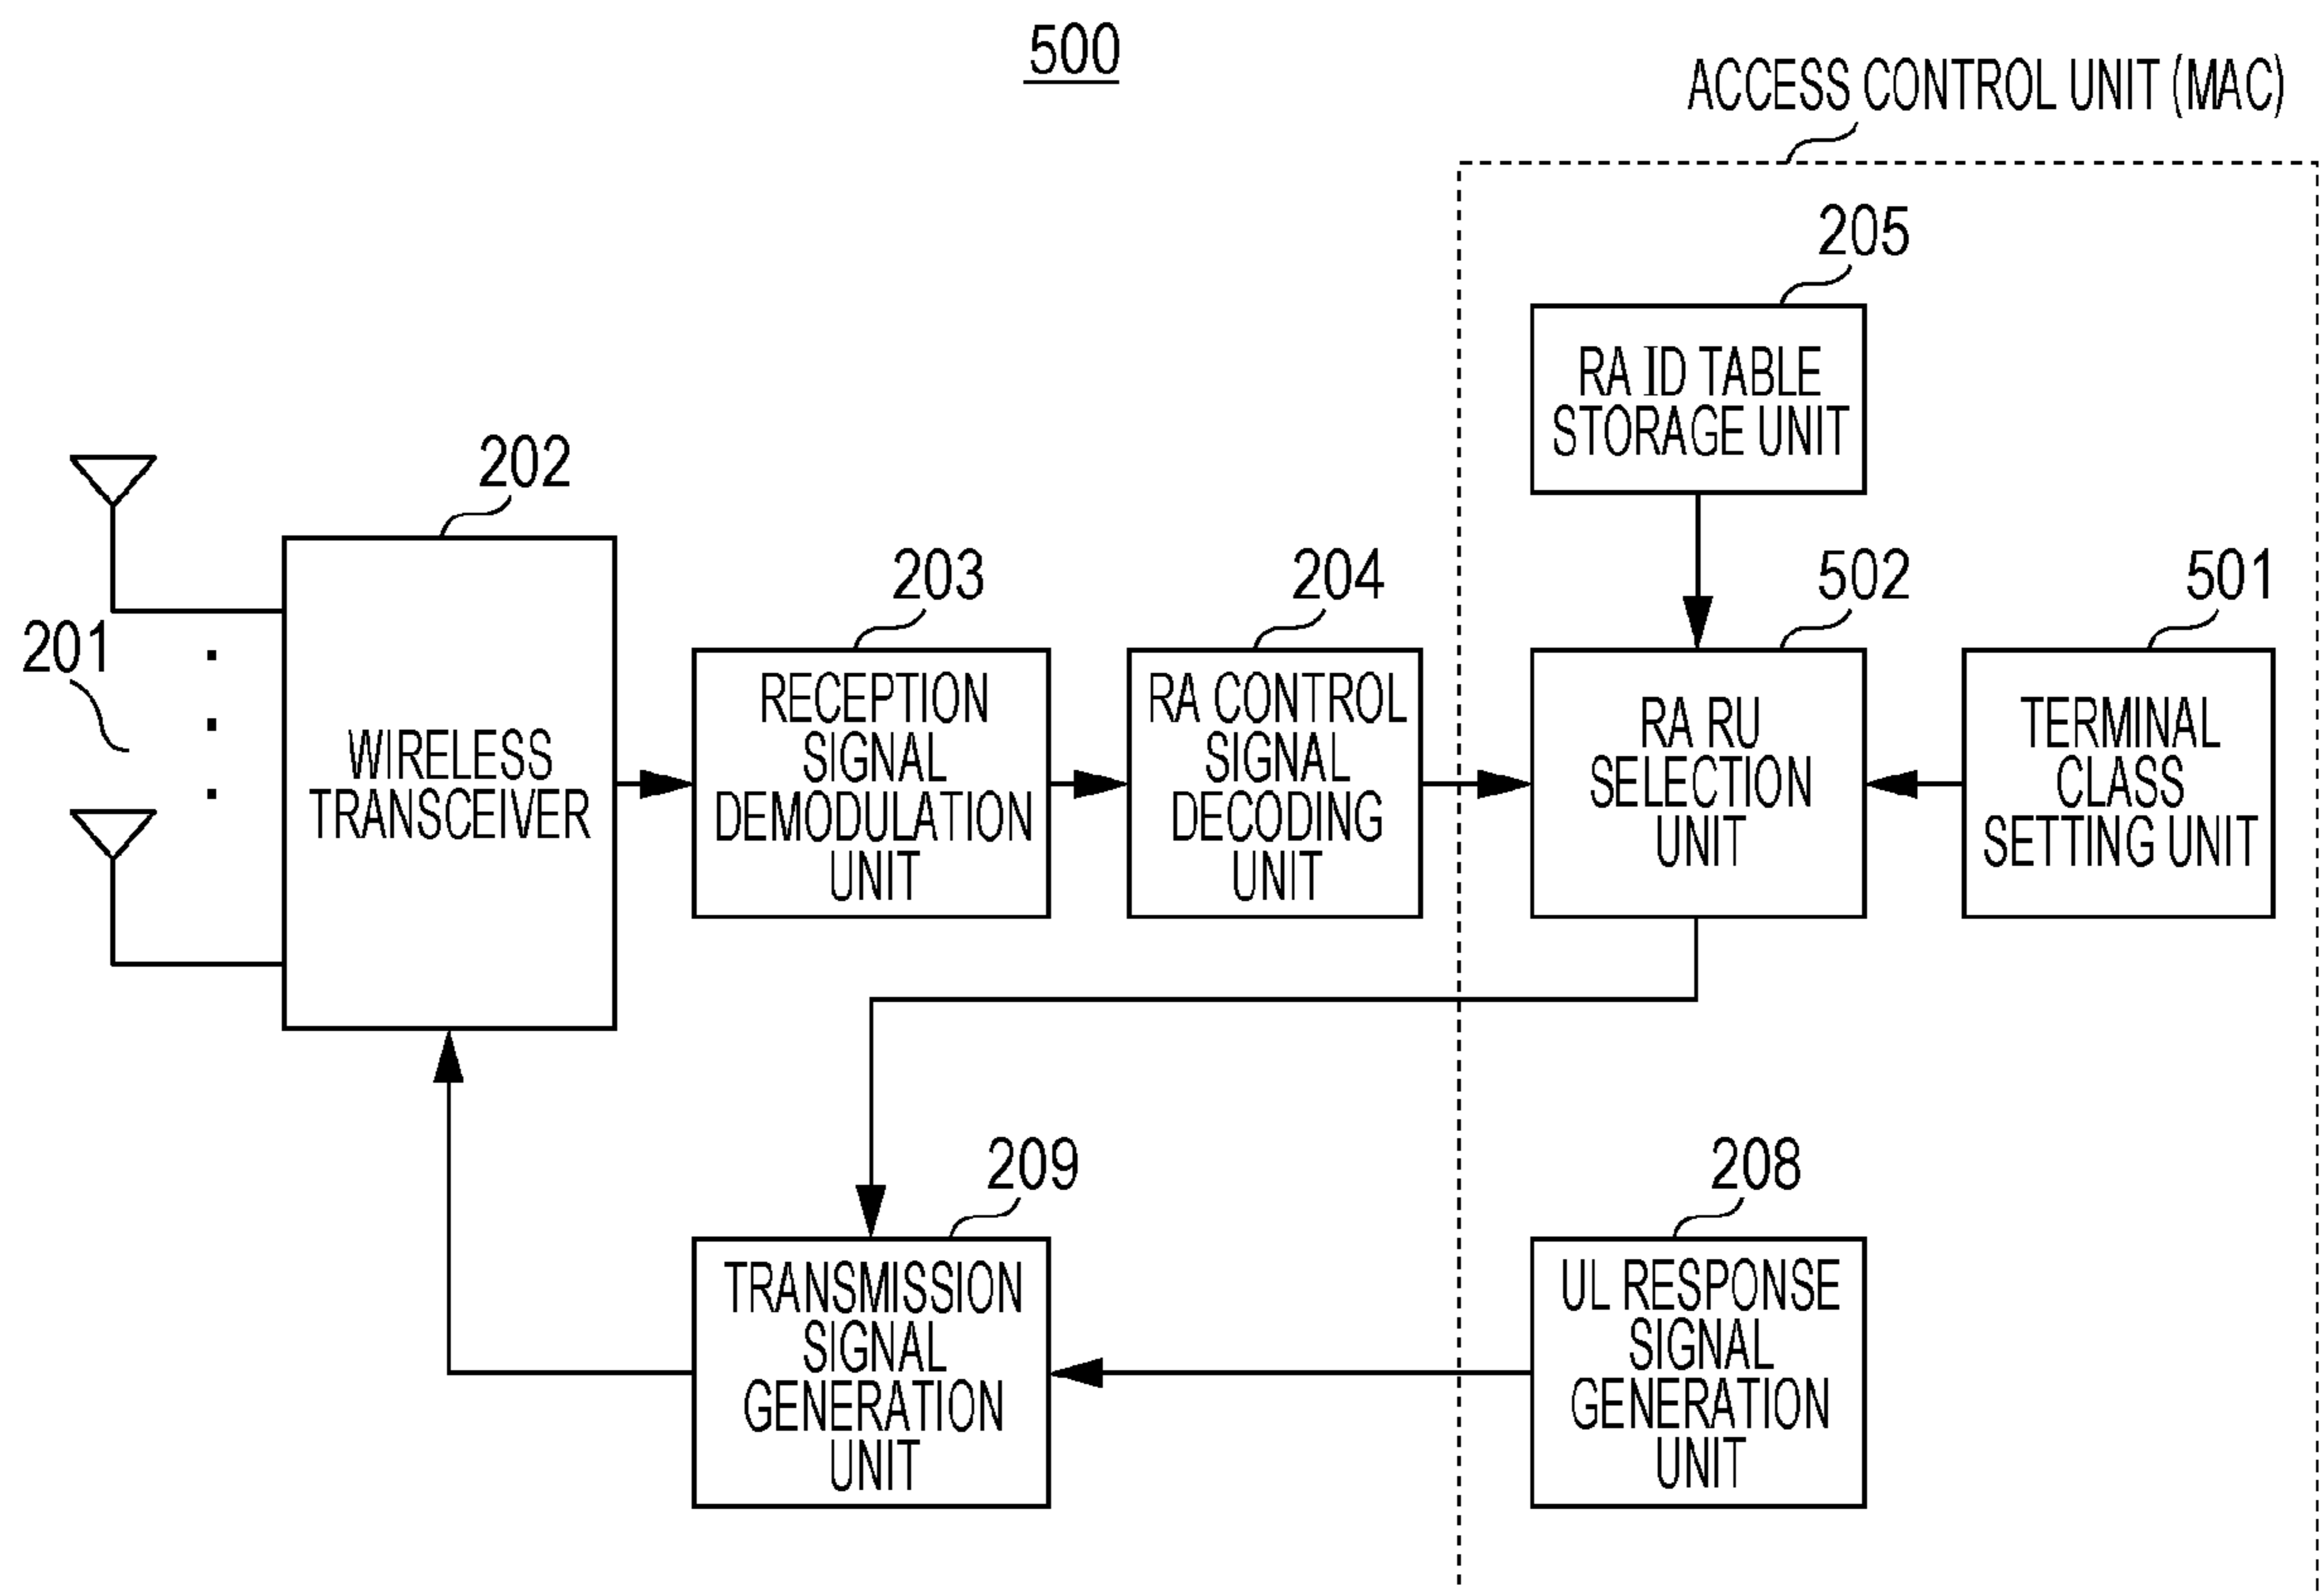 500
ACCESS CONTROL UNIT (MAC)
205
RA ID TABLE
STORAGE UNIT
202
203
204
502
501
201
WIRELESS
TRANSCEIVER
RECEPTION
SIGNAL
DEMODULATION
UNIT
RA CONTROL
SIGNAL
DECODING
UNIT
RA RU
SELECTION
UNIT
TERMINAL
CLASS
SETTING UNIT
209
208
TRANSMISSION
SIGNAL
GENERATION
UNIT
UL RESPONSE
SIGNAL
GENERATION
UNIT